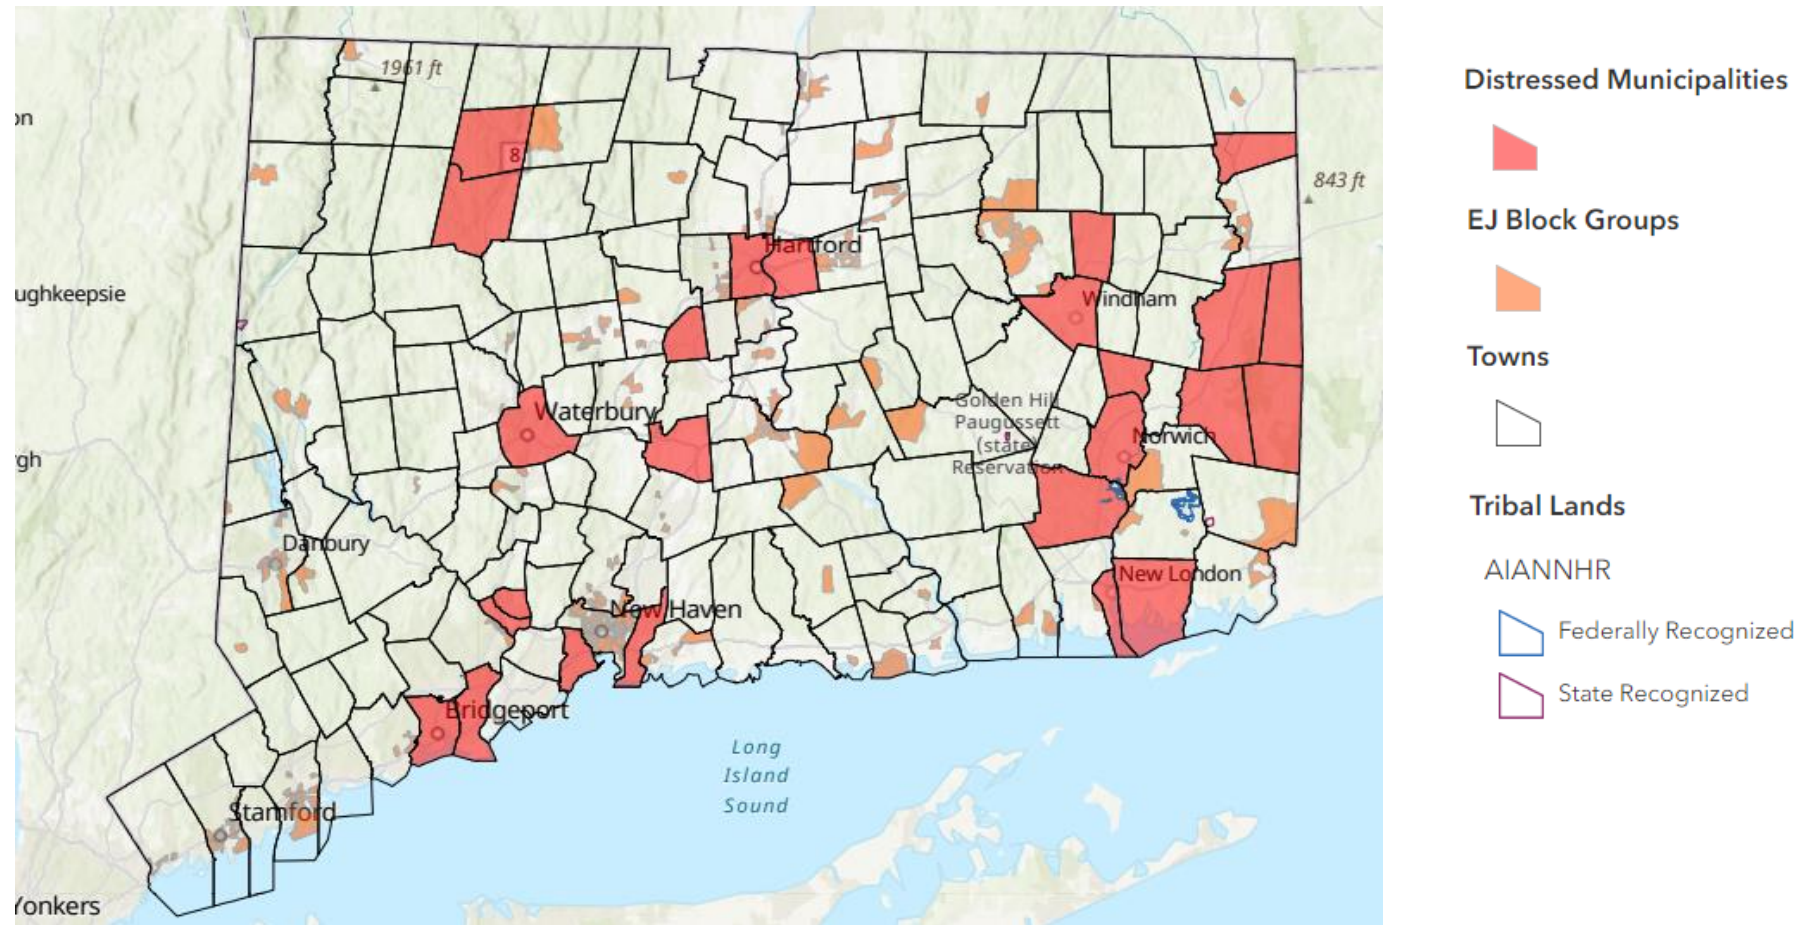 1961 ft
on
8
843 ft
Hartford
ughkeepsie
Windham
Waterbury
Golden Hill
Paugussett
(state)
Reservation
Norwich
gh
Danbury
New London
New Haven
Bridgeport
Long
Island
Sound
Stamford
Yonkers
Distressed Municipalities
EJ Block Groups
Towns
Tribal Lands
AIANNHR
Federally Recognized
State Recognized